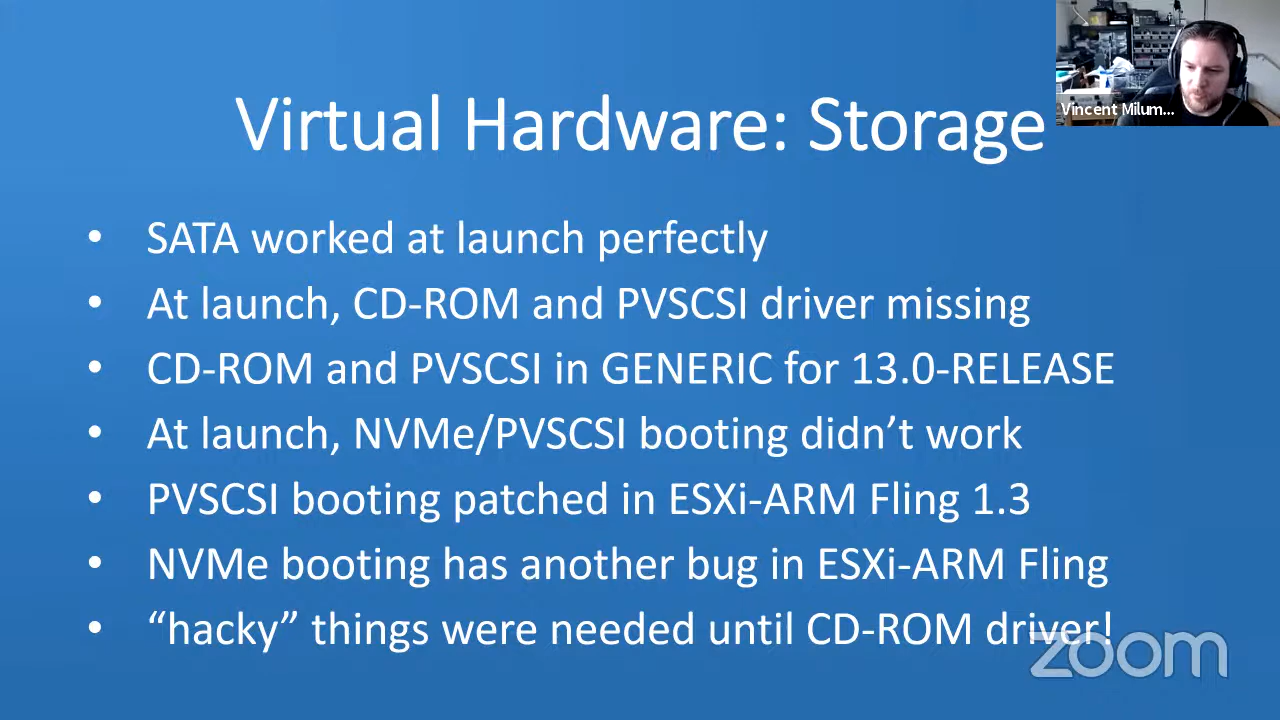 Virtual Hardware: Storage
Vincent Milum...
• SATA worked at launch perfectly
• At launch, CD-ROM and PVSCSI driver missing
• CD-ROM and PVSCSI in GENERIC for 13.0-RELEASE
• At launch, NVMe/PVSCSI booting didn’t work
• PVSCSI booting patched in ESXi-ARM Fling 1.3
• NVMe booting has another bug in ESXi-ARM Fling
• “hacky” things were needed until CD-ROM driver!
zoom